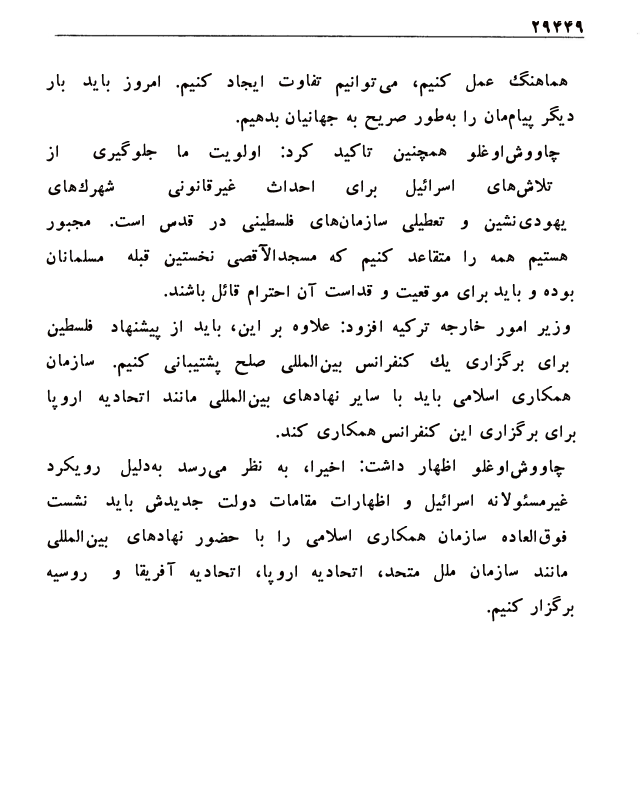 ۲۹۴۴۹
هماهنگ عمل کنیم، می‌توانیم تفاوت ایجاد کنیم. امروز باید بار
دیگر پیام‌مان را به‌طور صریح به جهانیان بدهیم.
چاووش‌اوغلو همچنین تاکید کرد: اولویت ما جلوگیری از
تلاش‌های اسرائیل برای احداث غیرقانونی شهرك‌های
یهودی‌نشین و تعطیلی سازمان‌های فلسطینی در قدس است. مجبور
هستیم همه را متقاعد کنیم که مسجدالآقصی نخستین قبله مسلمانان
بوده و باید برای موقعیت و قداست آن احترام قائل باشند.
وزیر امور خارجه ترکیه افزود: علاوه بر این، باید از پیشنهاد فلسطین
برای برگزاری یك کنفرانس بین‌المللی صلح پشتیبانی کنیم. سازمان
همکاری اسلامی باید با سایر نهادهای بین‌المللی مانند اتحادیه اروپا
برای برگزاری این کنفرانس همکاری کند.
چاووش‌اوغلو اظهار داشت: اخیرا، به نظر می‌رسد به‌دلیل رویکرد
غیرمسئولانه اسرائیل و اظهارات مقامات دولت جدیدش باید نشست
فوق‌العاده سازمان همکاری اسلامی را با حضور نهادهای بین‌المللی
مانند سازمان ملل متحد، اتحادیه اروپا، اتحادیه آفریقا و روسیه
برگزار کنیم.